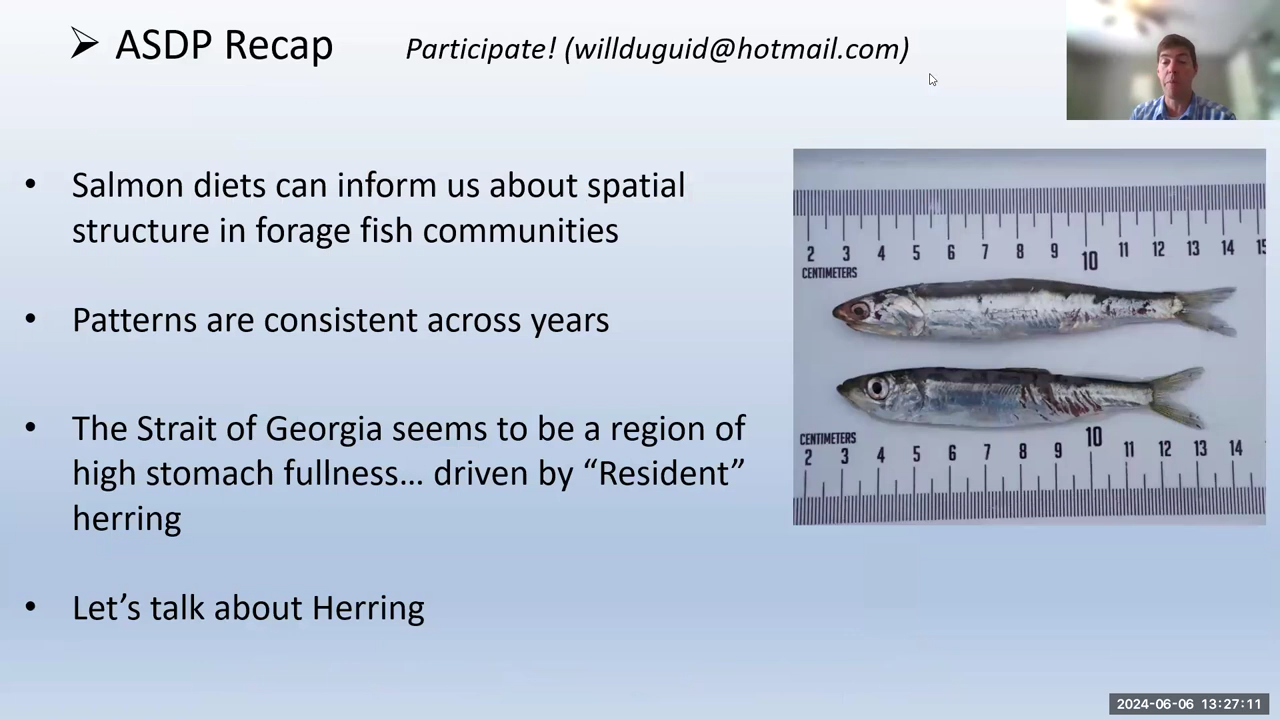 ASDP Recap
Participate! (willduguid@hotmail.com)
• Salmon diets can inform us about spatial
structure in forage fish communities
• Patterns are consistent across years
• The Strait of Georgia seems to be a region of
high stomach fullness… driven by “Resident”
herring
• Let’s talk about Herring
2 3 4 5 6 7 8 9 10 11 12 13 14 15
CENTIMETERS
CENTIMETERS
2 3 4 5 6 7 8 9 10 11 12 13 14
2024-06-06 13:27:11